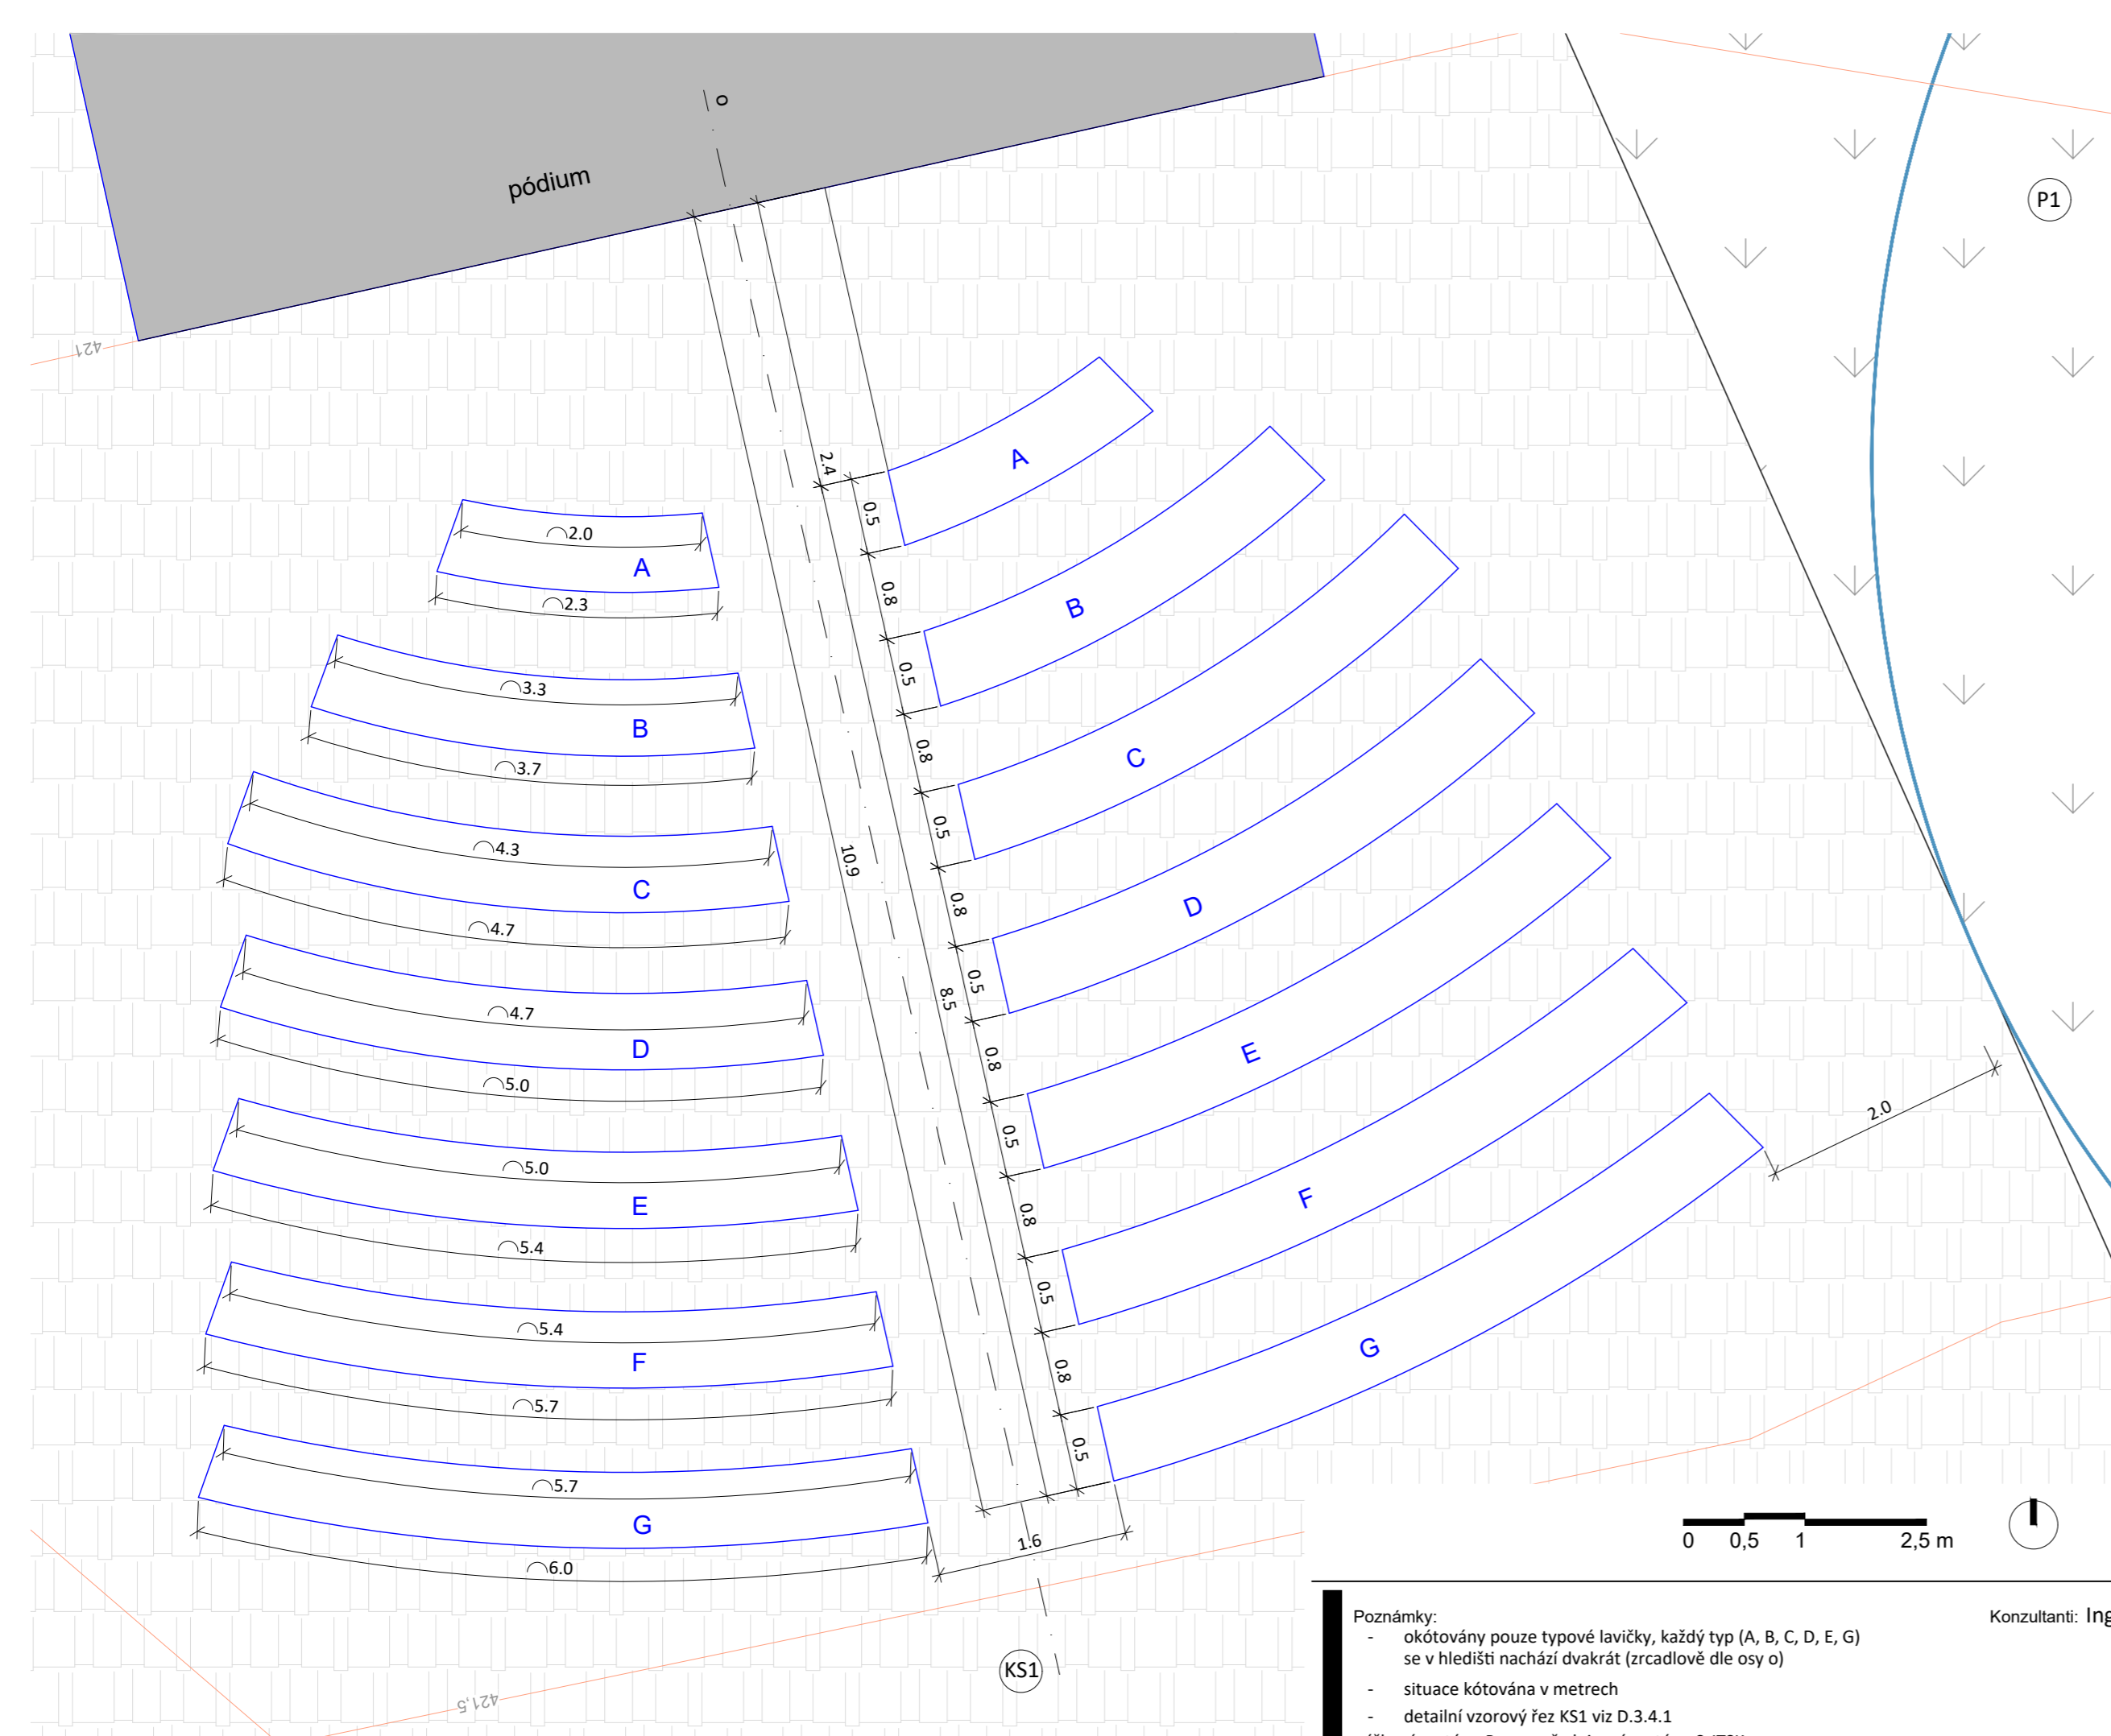 o
pódium
P1
421
2.4
A
0.5
2.0
A
2.3
0.8
B
0.5
3.3
B
3.7
0.8
C
0.5
4.3
10.9
C
4.7
0.8
D
0.5
8.5
4.7
D
5.0
0.8
E
0.5
2.0
5.0
E
5.4
0.8
F
0.5
5.4
F
5.7
0.8
G
0.5
5.7
G
6.0
1.6
0 0,5 1 2,5 m
KS1
421,5
Poznámky:
- okótovány pouze typové lavičky, každý typ (A, B, C, D, E, G)
se v hledišti nachází dvakrát (zrcadlově dle osy o)
- situace kótována v metrech
- detailní vzorový řez KS1 viz D.3.4.1
Konzultanti: Ing